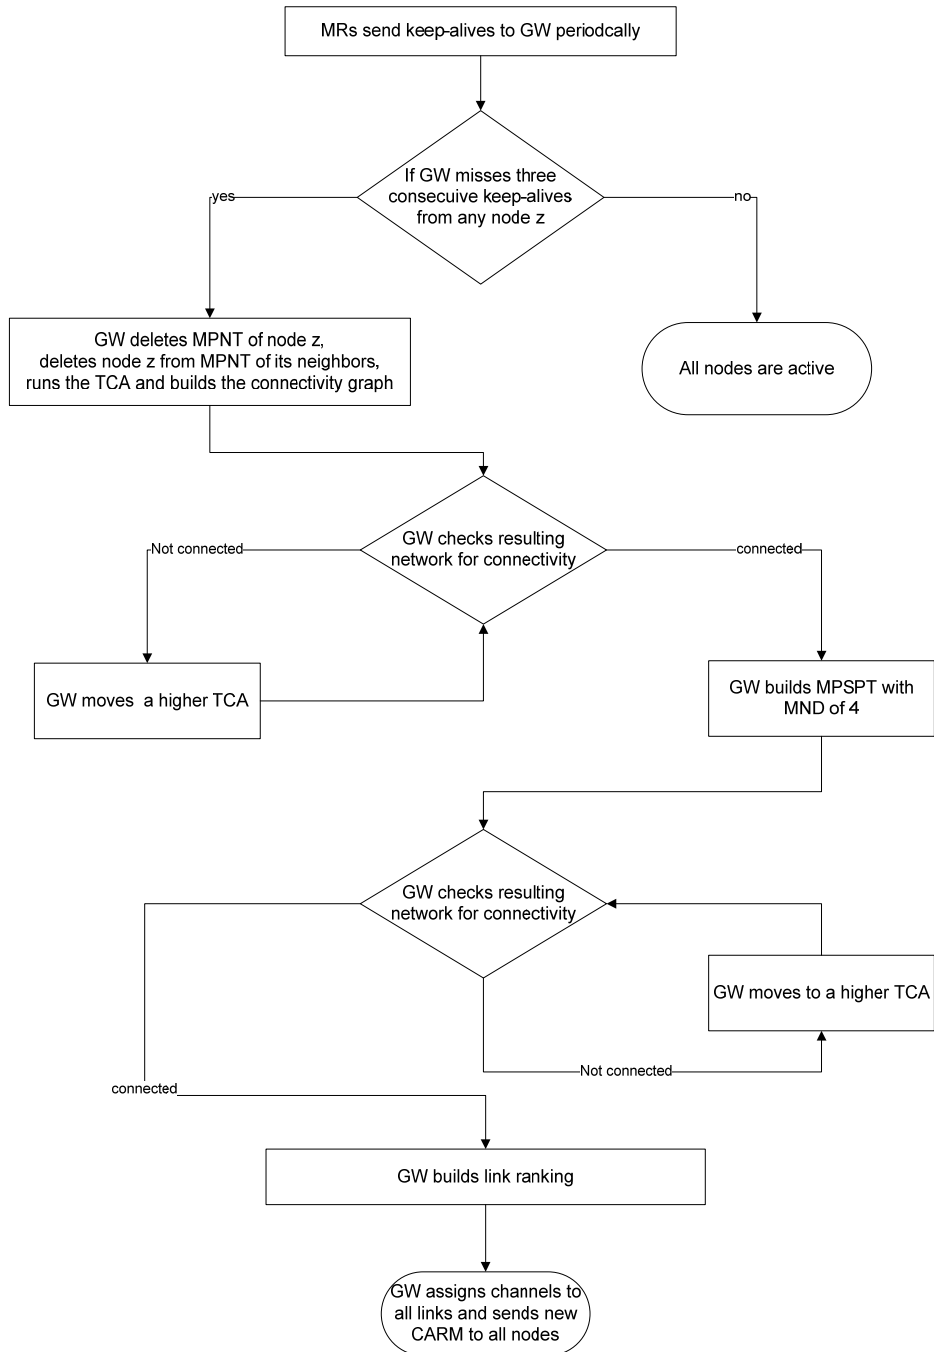 MRs send keep-alives to GW periodcally
If GW misses three
consecuive keep-alives
from any node z
yes
no
GW deletes MPNT of node z,
deletes node z from MPNT of its neighbors,
runs the TCA and builds the connectivity graph
All nodes are active
GW checks resulting
network for connectivity
Not connected
connected
GW moves  a higher TCA
GW builds MPSPT with
MND of 4
GW checks resulting
network for connectivity
GW moves to a higher TCA
Not connected
connected
GW builds link ranking
GW assigns channels to
all links and sends new
CARM to all nodes